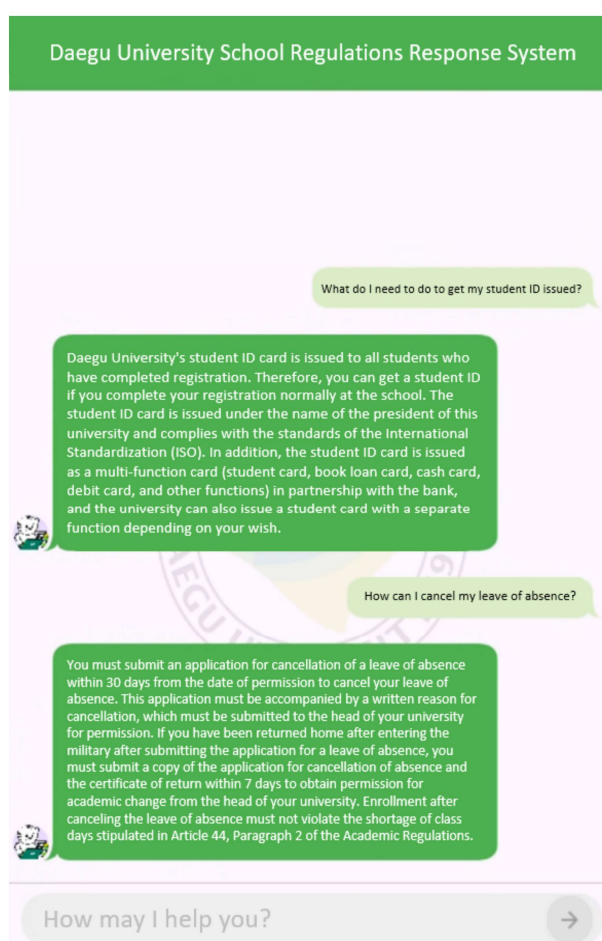 Daegu University School Regulations Response System
What do I need to do to get my student ID issued?
Daegu University's student ID card is issued to all students who
have completed registration. Therefore, you can get a student ID
if you complete your registration normally at the school. The
student ID card is issued under the name of the president of this
university and complies with the standards of the International
Standardization (ISO). In addition, the student ID card is issued
as a multi-function card (student card, book loan card, cash card,
debit card, and other functions) in partnership with the bank,
and the university can also issue a student card with a separate
function depending on your wish.
How can I cancel my leave of absence?
You must submit an application for cancellation of a leave of absence
within 30 days from the date of permission to cancel your leave of
absence. This application must be accompanied by a written reason for
cancellation, which must be submitted to the head of your university
for permission. If you have been returned home after entering the
military after submitting the application for a leave of absence, you
must submit a copy of the application for cancellation of absence and
the certificate of return within 7 days to obtain permission for
academic change from the head of your university. Enrollment after
canceling the leave of absence must not violate the shortage of class
days stipulated in Article 44, Paragraph 2 of the Academic Regulations.
How may I help you?